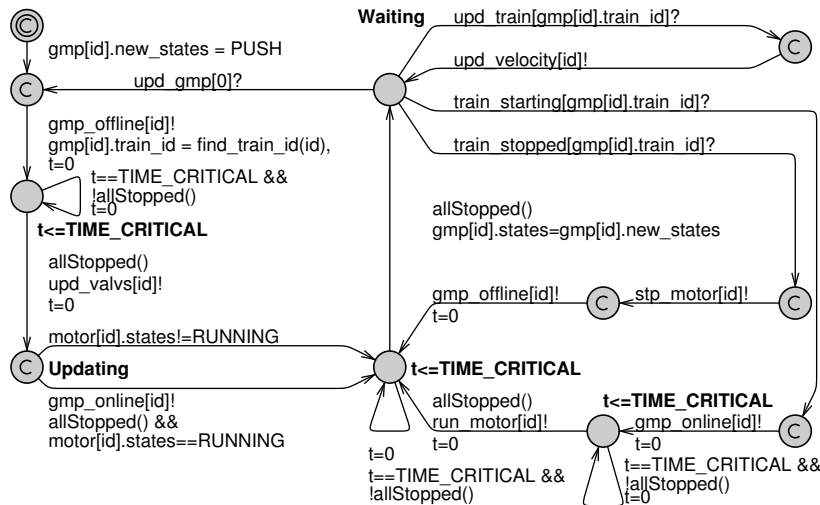 Waiting
upd_train[gmp[id].train_id]?
C
gmp[id].new_states = PUSH
C
upd_velocity[id]!
C
upd_gmp[0]?
train_starting[gmp[id].train_id]?
gmp_offline[id]!
gmp[id].train_id = find_train_id(id),
t=0
train_stopped[gmp[id].train_id]?
t==TIME_CRITICAL &&
!allStopped()
t=0
t<=TIME_CRITICAL
allStopped()
gmp[id].states=gmp[id].new_states
allStopped()
upd_valvs[id]!
t=0
gmp_offline[id]!
t=0
C
stp_motor[id]!
C
motor[id].states!=RUNNING
C
Updating
t<=TIME_CRITICAL
gmp_online[id]!
allStopped() &&
motor[id].states==RUNNING
allStopped()
run_motor[id]!
t=0
t<=TIME_CRITICAL
gmp_online[id]!
t=0
C
t=0
t==TIME_CRITICAL &&
!allStopped()
t==TIME_CRITICAL &&
!allStopped()
t=0